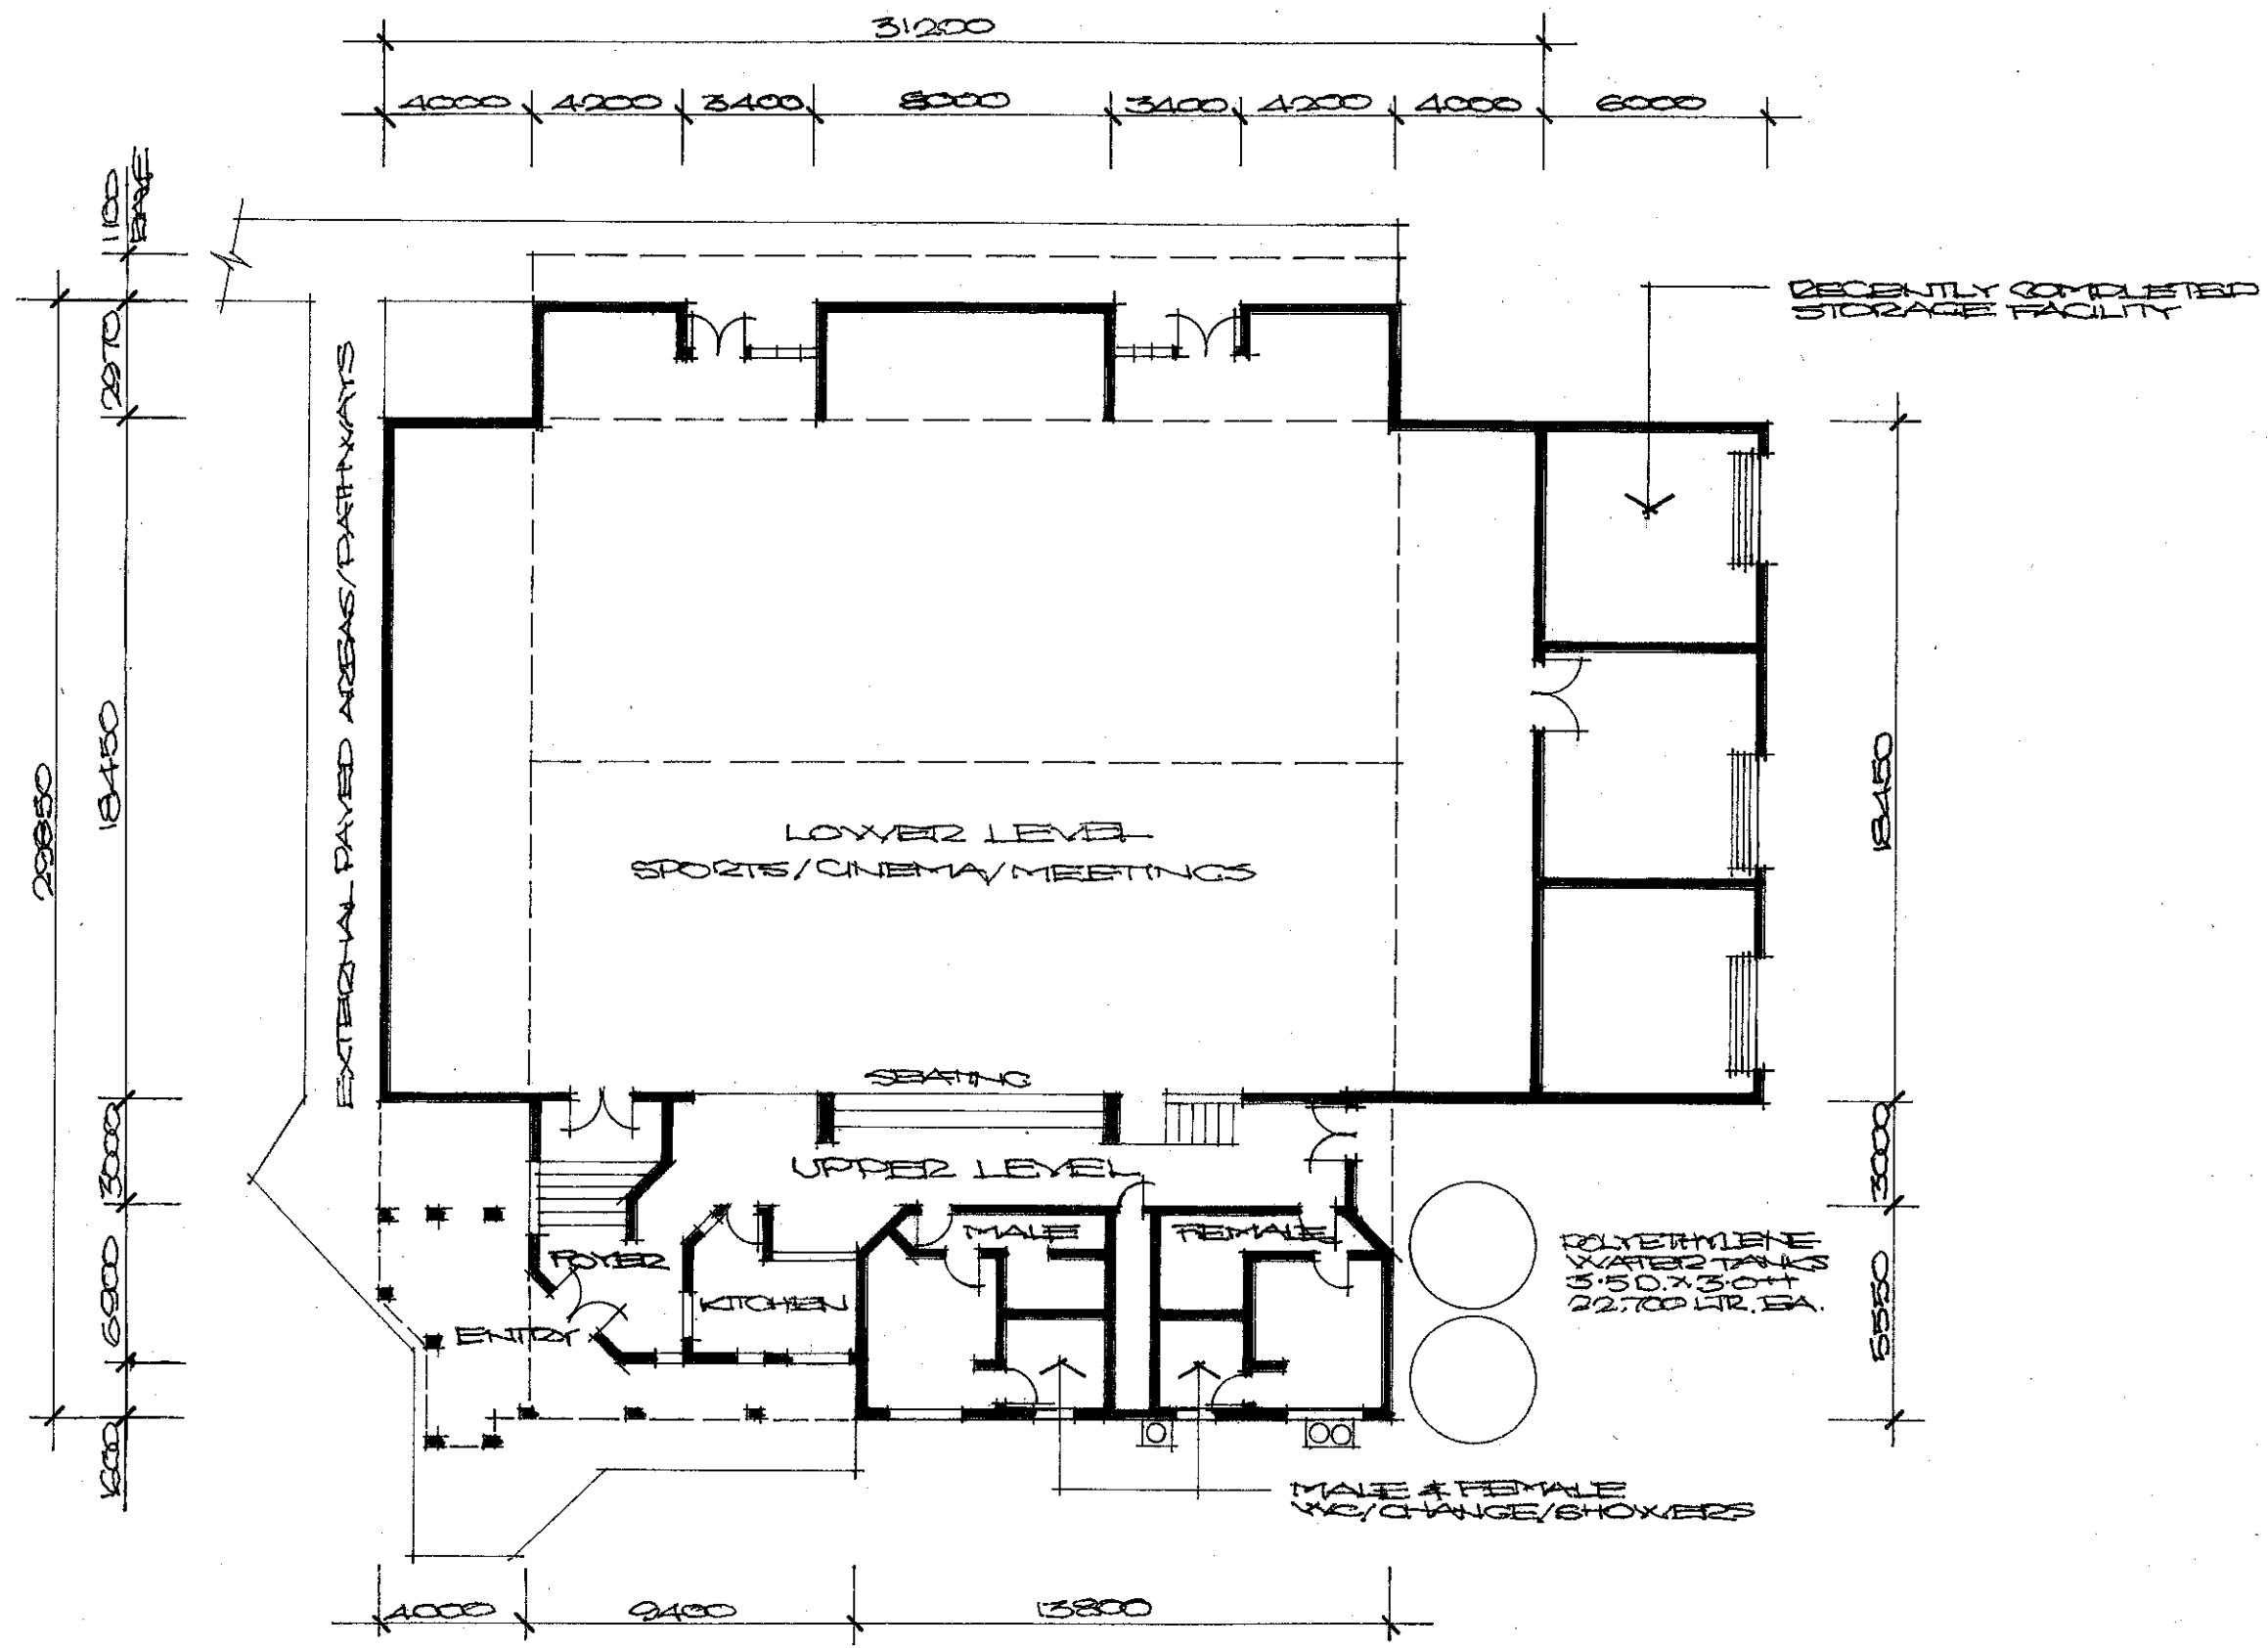 31200
4000 4200 3400 8000 3400 4200 4000 6000
1100
EAVE
RECENTLY COMPLETED
STORAGE FACILITY
2970
EXTERNAL PAVED AREAS/PATHWAYS
29850
18450
18450
LOWER LEVEL
SPORTS/CINEMA/MEETINGS
SEATING
UPPER LEVEL
3000
3000
MALE
FEMALE
FOYER
KITCHEN
ENTRY
POLYETHYLENE
WATER TANKS
3.5D. X 3.0H
22.700 LTR. EA.
6900
5550
1630
MALE & FEMALE
WC/CHANGE/SHOWERS
4000 9400 13800